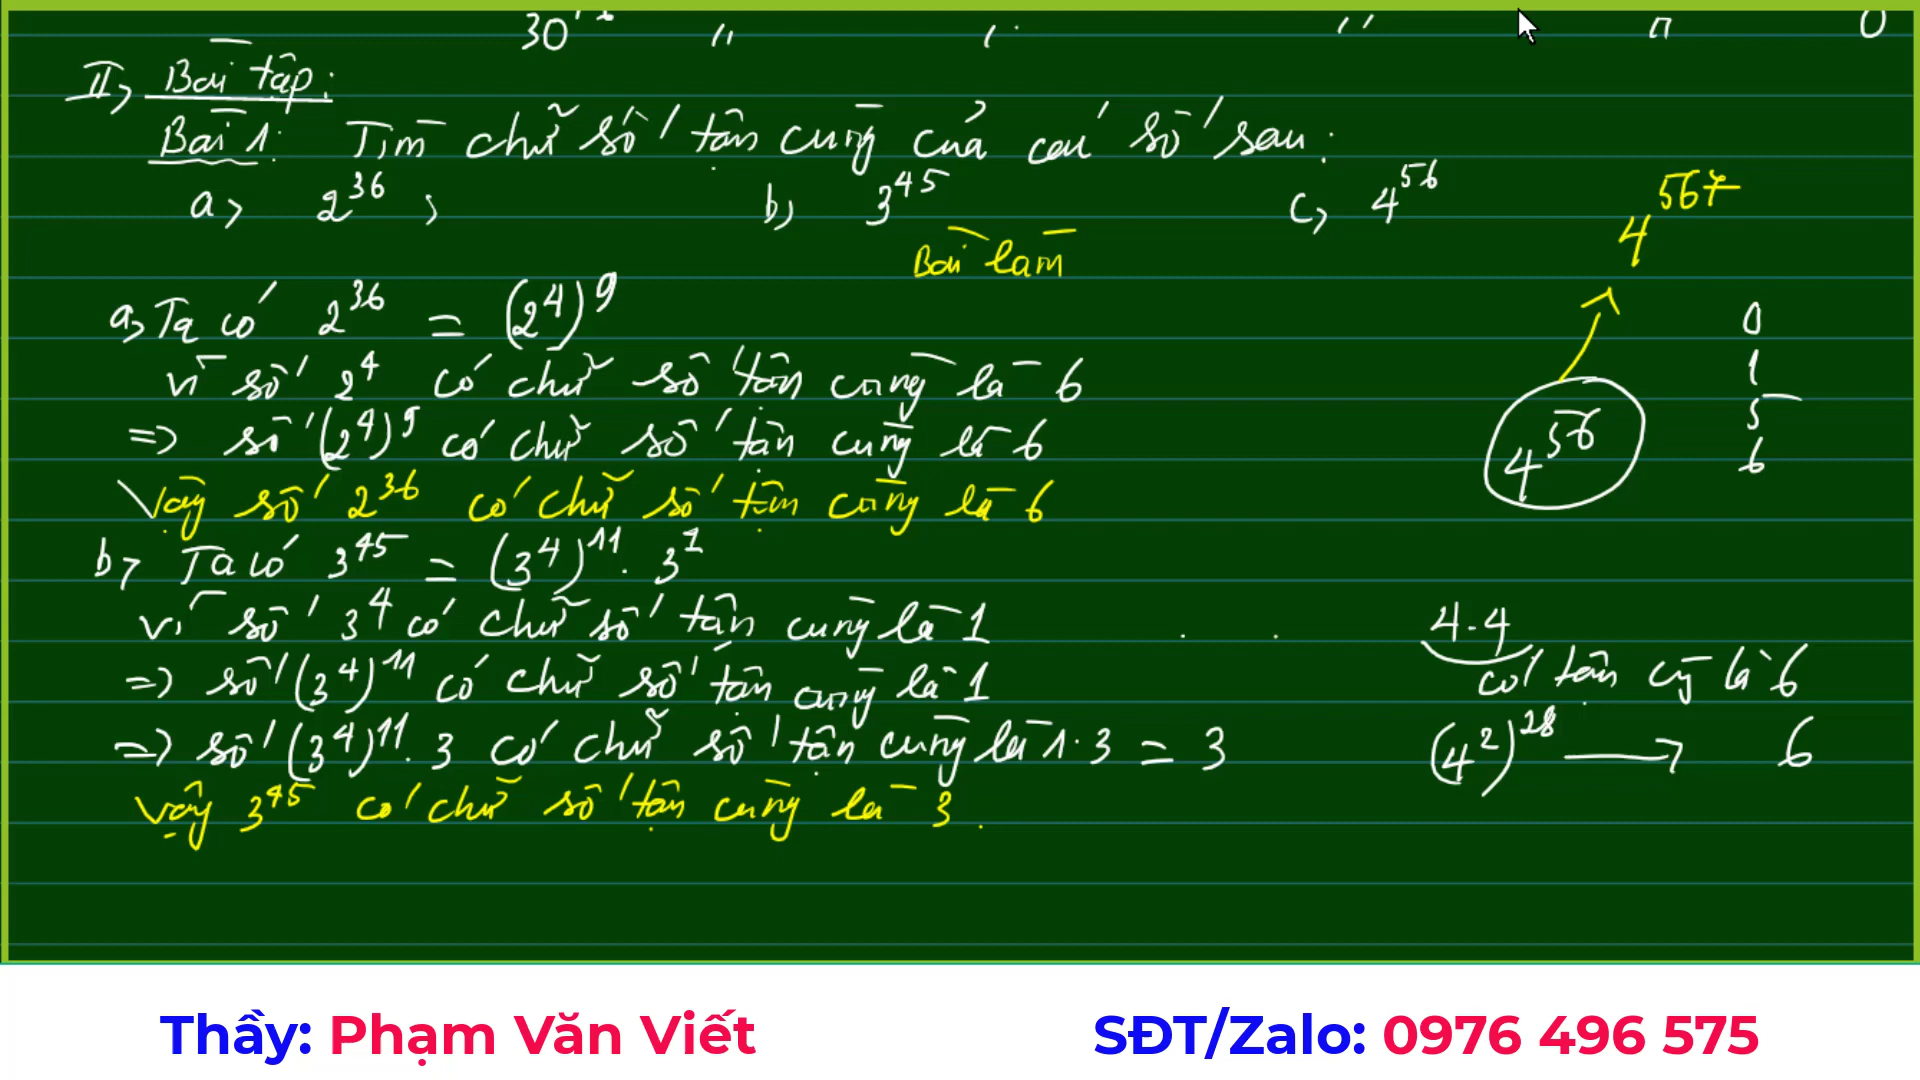 30 " " " 0
II, Bài tập:
Bài 1: Tìm chữ số tận cùng của các số sau:
a, 2^36 ; b, 3^45 c, 4^56
4^567
Bài làm
a, Ta có 2^36 = (2^4)^9
0
vì số 2^4 có chữ số tận cùng là 6
1
5
=> số (2^4)^9 có chữ số tận cùng là 6
4^56
6
Vậy số 2^36 có chữ số tận cùng là 6
b, Ta có 3^45 = (3^4)^11 . 3^1
vì số 3^4 có chữ số tận cùng là 1
4.4
=> số (3^4)^11 có chữ số tận cùng là 1
có tận cg là 6
=> số (3^4)^11 . 3 có chữ số tận cùng là 1.3 = 3
(4^2)^28 → 6
Vậy 3^45 có chữ số tận cùng là 3.
Thầy: Phạm Văn Viết SĐT/Zalo: 0976 496 575